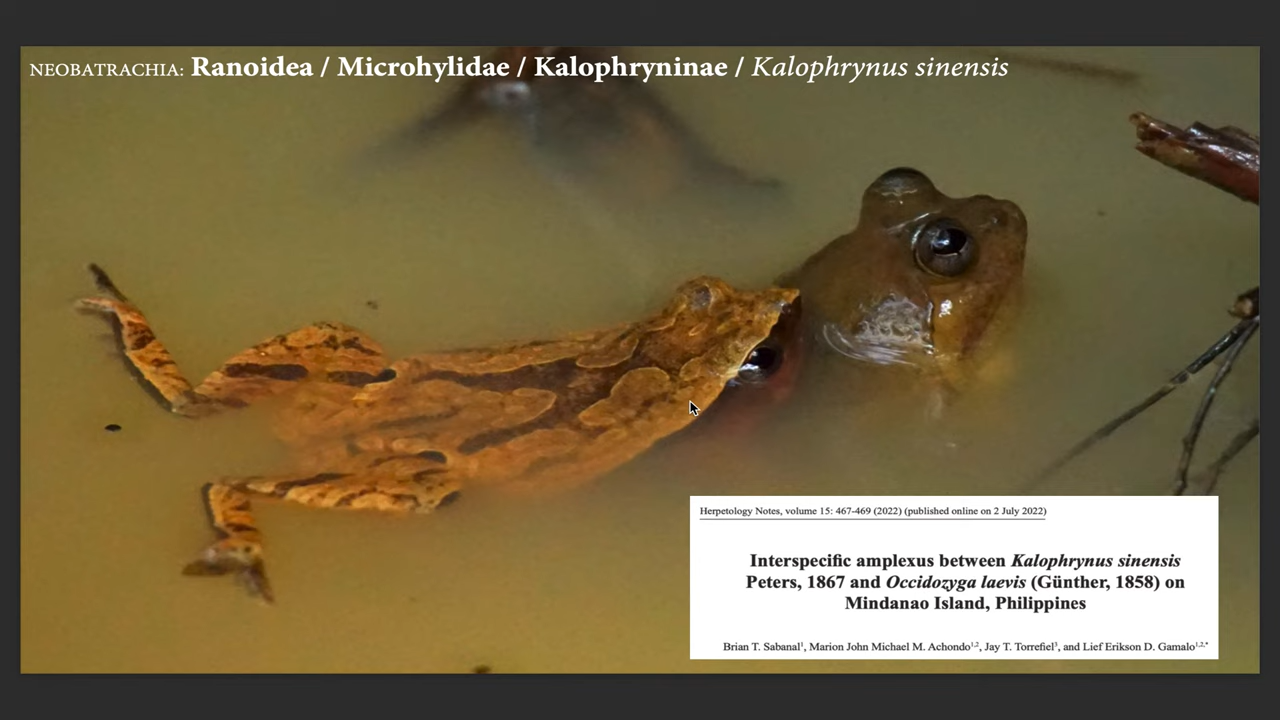 NEOBATRACHIA: Ranoidea / Microhylidae / Kalophryninae / Kalophrynus sinensis
Herpetology Notes, volume 15: 467-469 (2022) (published online on 2 July 2022)
Interspecific amplexus between Kalophrynus sinensis
Peters, 1867 and Occidozyga laevis (Günther, 1858) on
Mindanao Island, Philippines
Brian T. Sabanal¹, Marion John Michael M. Achondo¹,², Jay T. Torrefiel³, and Lief Erikson D. Gamalo¹,²,*